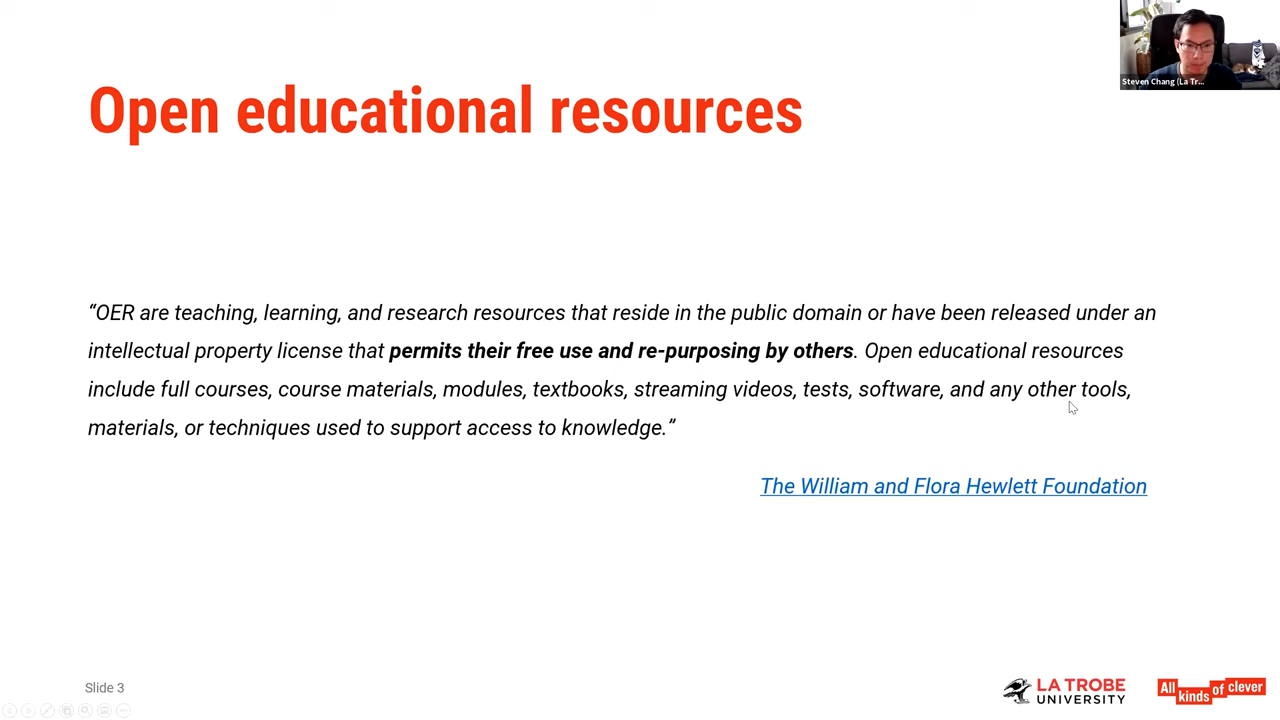 Steven Chang (La Tr...
Open educational resources
“OER are teaching, learning, and research resources that reside in the public domain or have been released under an
intellectual property license that permits their free use and re-purposing by others. Open educational resources
include full courses, course materials, modules, textbooks, streaming videos, tests, software, and any other tools,
materials, or techniques used to support access to knowledge.”
The William and Flora Hewlett Foundation
Slide 3
LA TROBE
UNIVERSITY
All kinds of clever